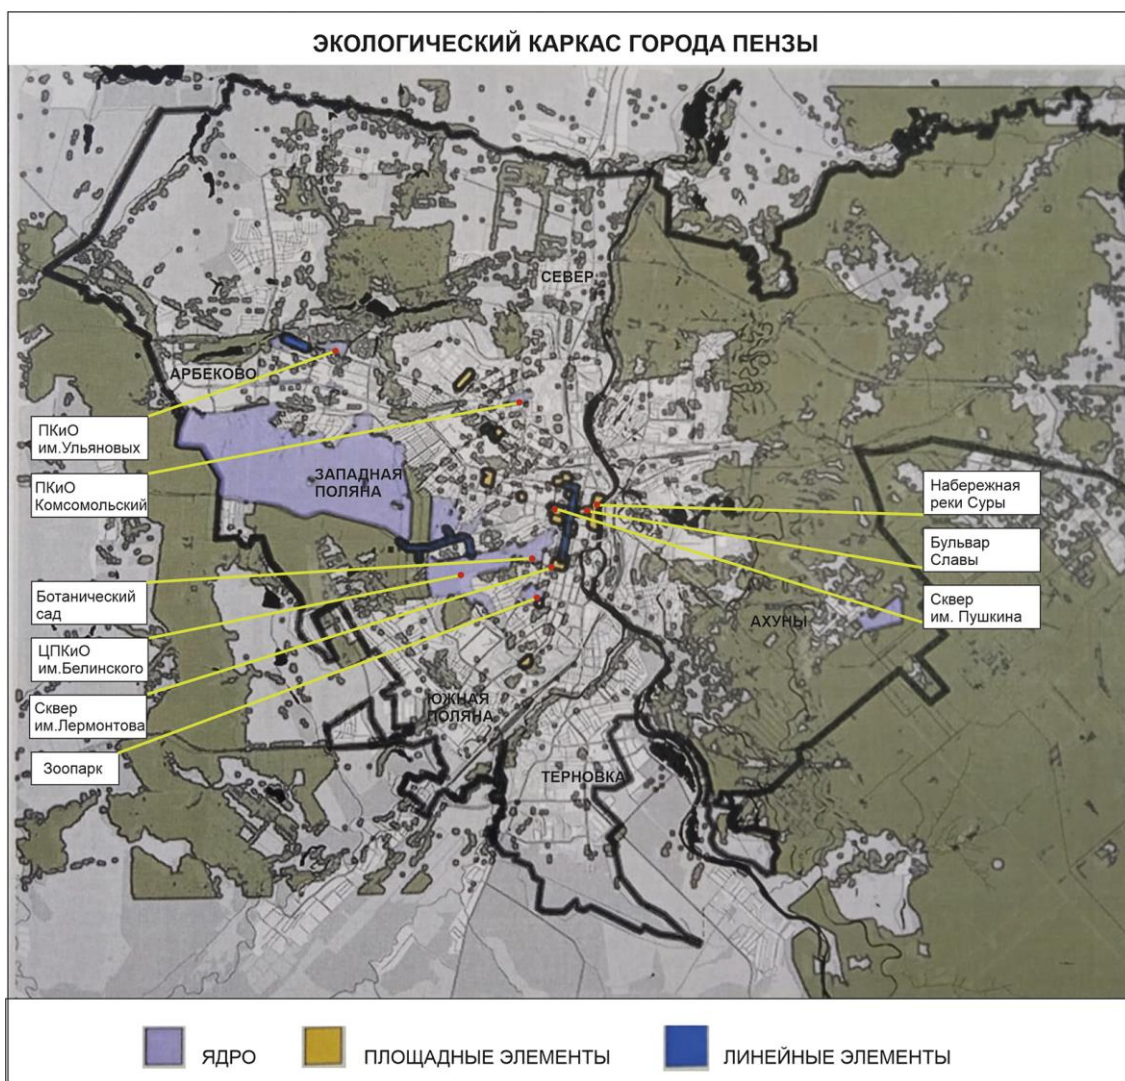 ЭКОЛОГИЧЕСКИЙ КАРКАС ГОРОДА ПЕНЗЫ
СЕВЕР
АРБЕКОВО
ЗАПАДНАЯ
ПОЛЯНА
АХУНЫ
ЮЖНАЯ
ПОЛЯНА
ТЕРНОВКА
ПКиО
им.Ульяновых
ПКиО
Комсомольский
Ботанический
сад
ЦПКиО
им.Белинского
Сквер
им.Лермонтова
Зоопарк
Набережная
реки Суры
Бульвар
Славы
Сквер
им. Пушкина
ЯДРО
ПЛОЩАДНЫЕ ЭЛЕМЕНТЫ
ЛИНЕЙНЫЕ ЭЛЕМЕНТЫ